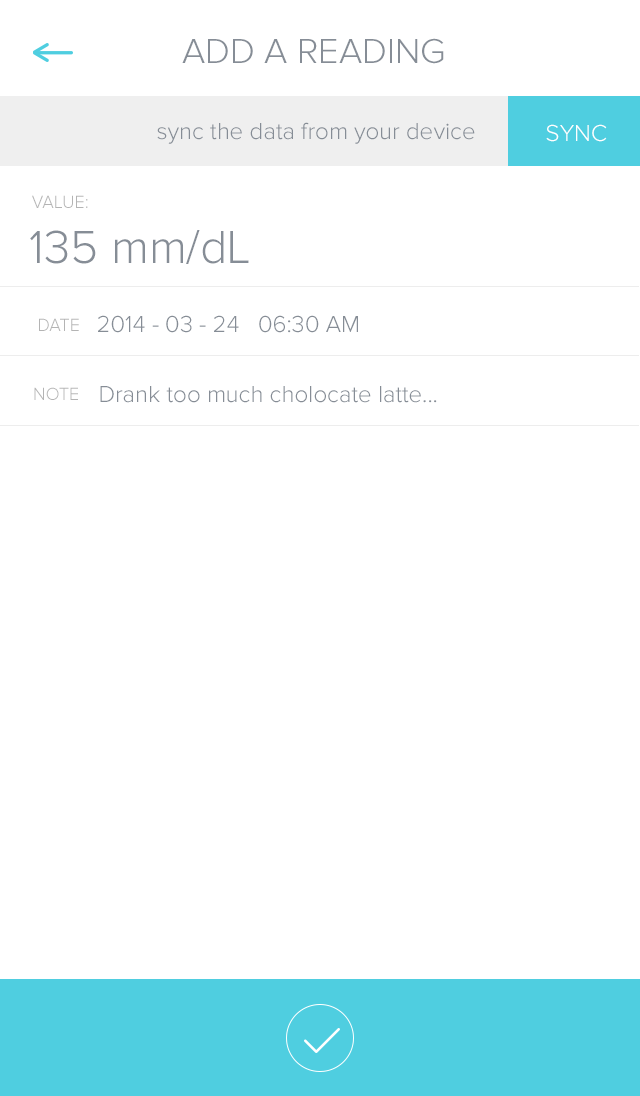 ADD A READING
sync the data from your device SYNC
VALUE:
135 mm/dL
DATE 2014 - 03 - 24 06:30 AM
NOTE Drank too much cholocate latte...